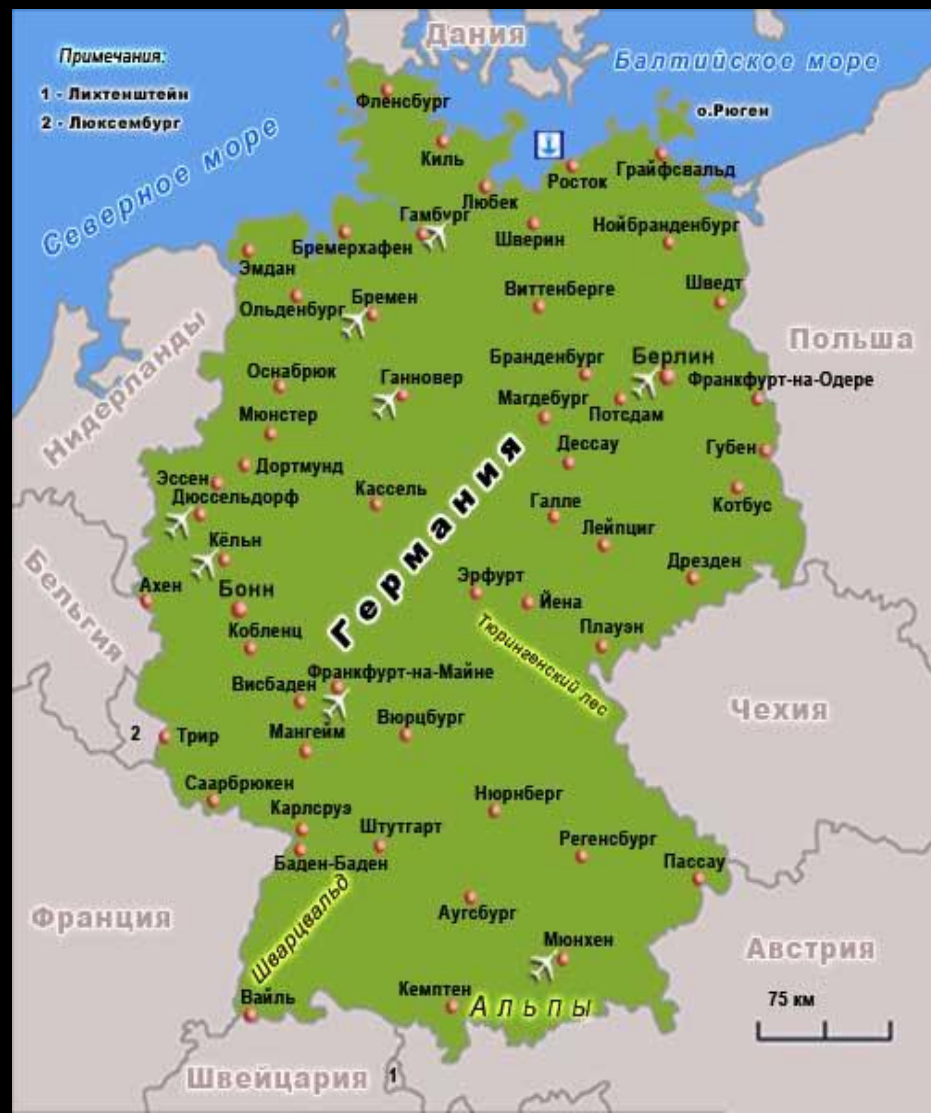 Дания
Примечания:
Балтийское море
1 - Лихтенштейн
Фленсбург
2 - Люксембург
о.Рюген
Северное море
Киль
Росток
Грайфсвальд
Любек
Гамбург
Шверин
Нойбранденбург
Бремерхафен
Эмдан
Ольденбург
Бремен
Виттенберге
Шведт
Нидерланды
Польша
Бранденбург
Берлин
Оснабрюк
Ганновер
Франкфурт-на-Одере
Магдебург
Потсдам
Мюнстер
Дессау
Губен
Дортмунд
Эссен
Кассель
Дюссельдорф
Галле
Котбус
Германия
Лейпциг
Кёльн
Бельгия
Дрезден
Ахен
Бонн
Эрфурт
Йена
Кобленц
Плауэн
Тюрингенский лес
Франкфурт-на-Майне
Висбаден
Чехия
Вюрцбург
2
Трир
Мангейм
Саарбрюкен
Нюрнберг
Карлсруэ
Штутгарт
Регенсбург
Баден-Баден
Пассау
Франция
Шварцвальд
Аугсбург
Мюнхен
Австрия
Вайль
Кемптен
Альпы
75 км
Швейцария
1